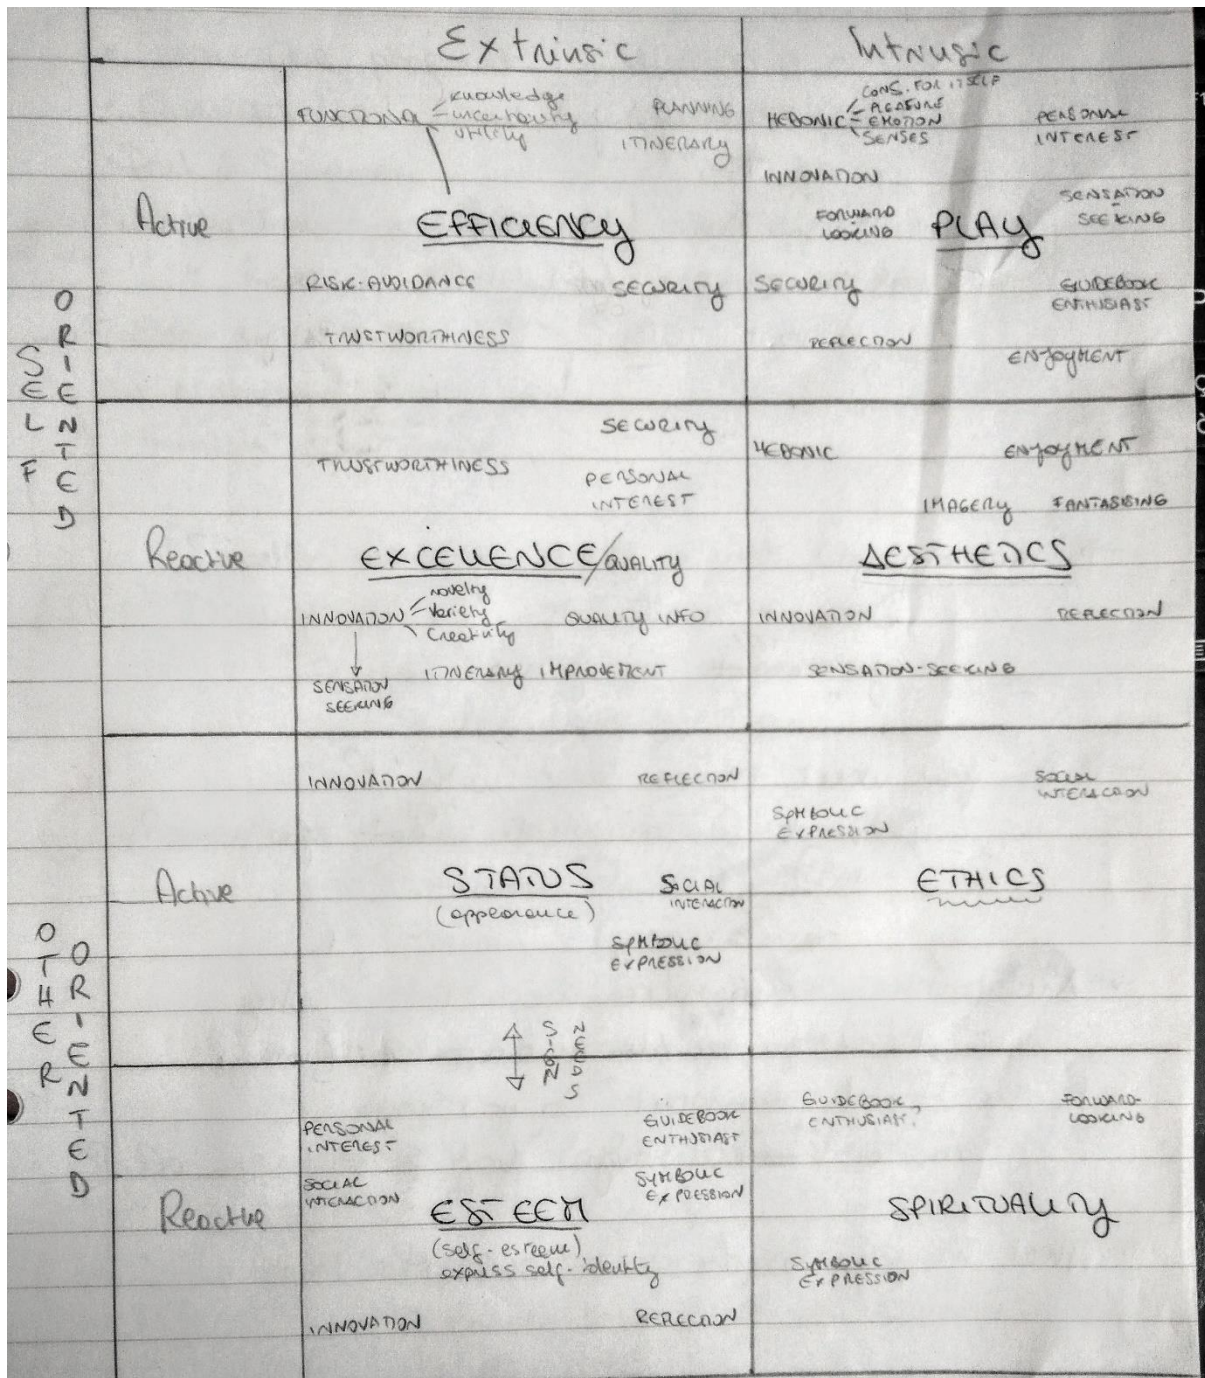 Extrinsic
Intrinsic
SELF ORIENTED
Active
FUNCTIONAL
knowledge
uncertainty
utility
PLANNING
ITINERARY
EFFICIENCY
RISK-AVOIDANCE
SECURITY
TRUSTWORTHINESS
HEDONIC
CONS. FOR ITSELF
PLEASURE
EMOTION
SENSES
PERSONAL
INTEREST
INNOVATION
SENSATION
SEEKING
FORWARD
LOOKING
PLAY
SECURITY
GUIDEBOOK
ENTHUSIAST
REFLECTION
ENJOYMENT
Reactive
SECURITY
TRUSTWORTHINESS
PERSONAL
INTEREST
EXCELLENCE/QUALITY
INNOVATION
novelty
Variety
Creativity
QUALITY INFO
ITINERARY IMPROVEMENT
SENSATION
SEEKING
HEDONIC
ENJOYMENT
IMAGERY FANTASISING
AESTHETICS
INNOVATION
REFLECTION
SENSATION-SEEKING
OTHER ORIENTED
Active
INNOVATION
REFLECTION
STATUS
(appearance)
SOCIAL
INTERACTION
SYMBOLIC
EXPRESSION
SOCIAL
INTERACTION
SYMBOLIC
EXPRESSION
ETHICS
SIGN
NEEDS
Reactive
PERSONAL
INTEREST
GUIDEBOOK
ENTHUSIAST
SOCIAL
INTERACTION
SYMBOLIC
EXPRESSION
ESTEEM
(self-esteem)
express self-identity
INNOVATION
REFLECTION
GUIDEBOOK
ENTHUSIAST
FORWARD-
LOOKING
SPIRITUALITY
SYMBOLIC
EXPRESSION